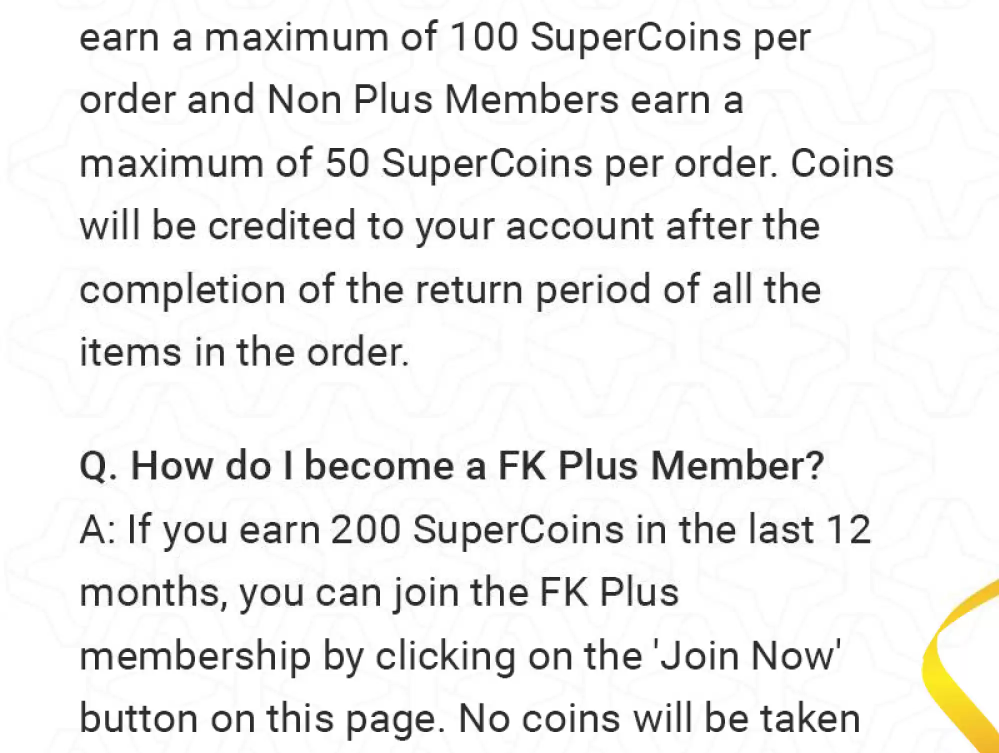 earn a maximum of 100 SuperCoins per
order and Non Plus Members earn a
maximum of 50 SuperCoins per order. Coins
will be credited to your account after the
completion of the return period of all the
items in the order.
Q. How do I become a FK Plus Member?
A: If you earn 200 SuperCoins in the last 12
months, you can join the FK Plus
membership by clicking on the 'Join Now'
button on this page. No coins will be taken